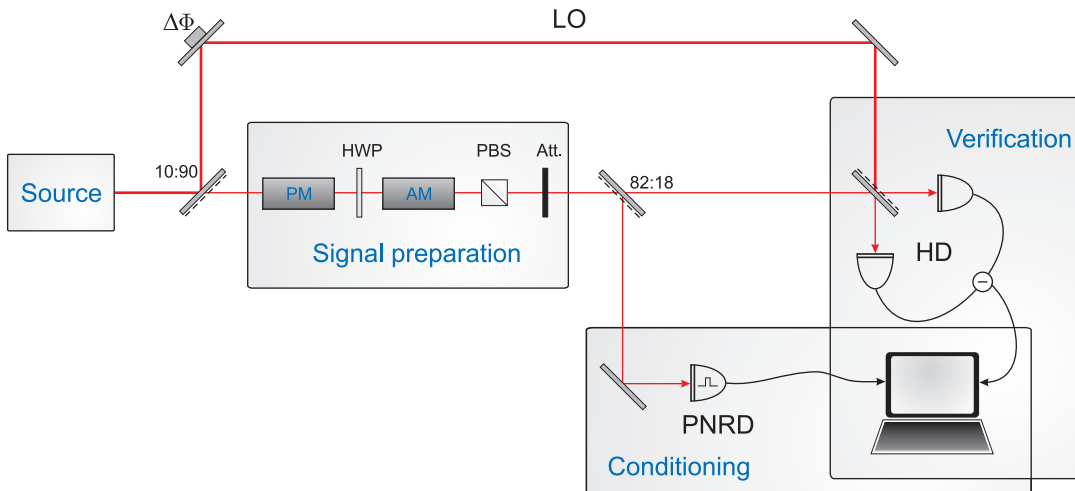 ΔΦ
LO
Verification
10:90
HWP
PBS
Att.
82:18
Source
PM
AM
Signal preparation
HD
−
PNRD
Conditioning